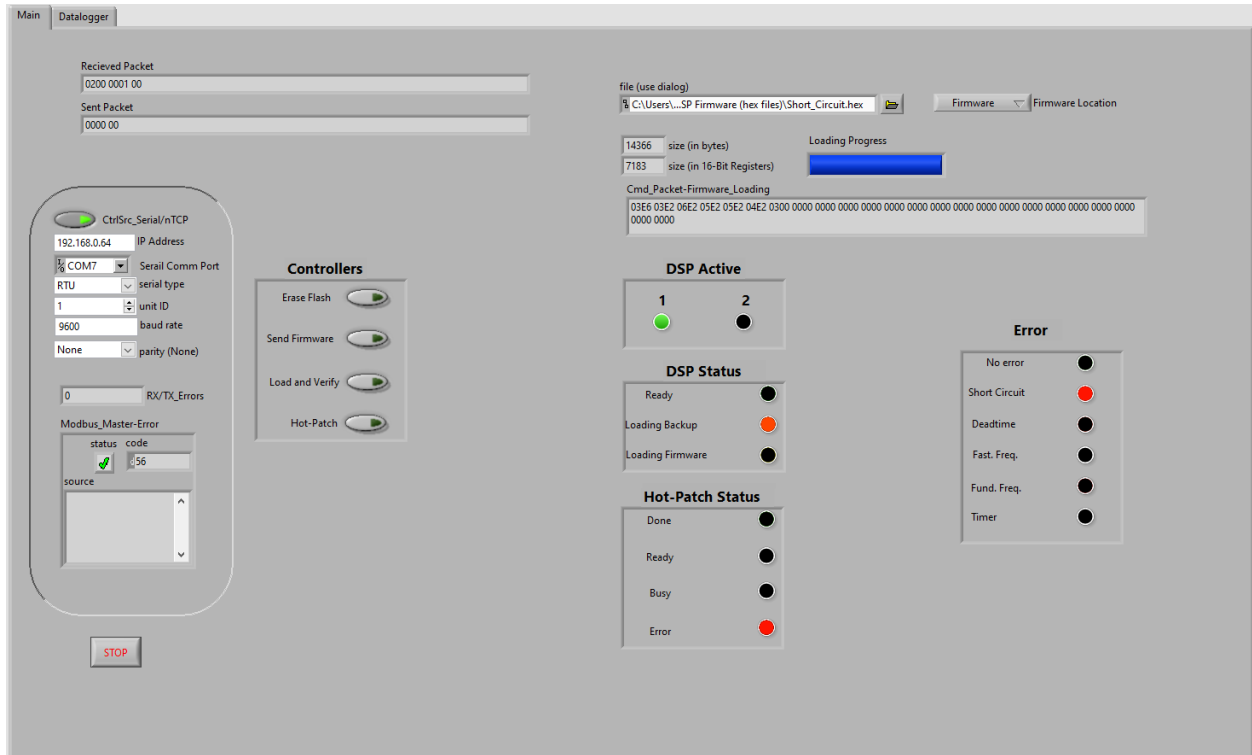 Main
Datalogger
Recieved Packet
0200 0001 00
Sent Packet
0000 00
file (use dialog)
C:\Users\...SP Firmware (hex files)\Short_Circuit.hex
Firmware
Firmware Location
14366 size (in bytes)
7183 size (in 16-Bit Registers)
Loading Progress
Cmd_Packet-Firmware_Loading
03E6 03E2 06E2 05E2 05E2 04E2 0300 0000 0000 0000 0000 0000 0000 0000 0000 0000 0000 0000 0000 0000 0000
0000 0000
CtrlSrc_Serial/nTCP
192.168.0.64 IP Address
COM7 Serail Comm Port
RTU serial type
1 unit ID
9600 baud rate
None parity (None)
0 RX/TX_Errors
Modbus_Master-Error
status code
56
source
STOP
Controllers
Erase Flash
Send Firmware
Load and Verify
Hot-Patch
DSP Active
1 2
DSP Status
Ready
Loading Backup
Loading Firmware
Hot-Patch Status
Done
Ready
Busy
Error
Error
No error
Short Circuit
Deadtime
Fast. Freq.
Fund. Freq.
Timer